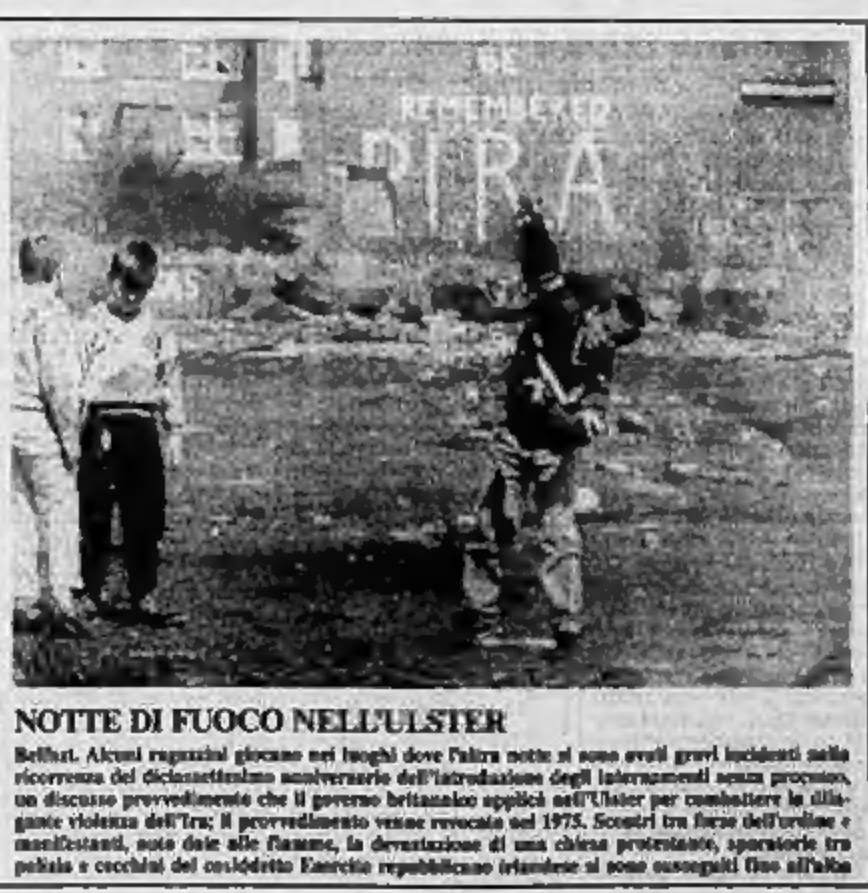 BE
REMEMBERED
PIRA
NOTTE DI FUOCO NELL'ULSTER
Belfast. Alcuni ragazzini giocano nei luoghi dove l'altra notte si sono avuti gravi incidenti nella
ricorrenza del diciassettesimo anniversario dell'introduzione degli internamenti senza processo,
un discusso provvedimento che il governo britannico applicò nell'Ulster per combattere la dila-
gante violenza dell'Ira; il provvedimento venne revocato nel 1975. Scontri tra forze dell'ordine e
manifestanti, auto date alle fiamme, la devastazione di una chiesa protestante, sparatorie tra
polizia e cecchini del cosiddetto Esercito repubblicano irlandese si sono susseguiti fino all'alba